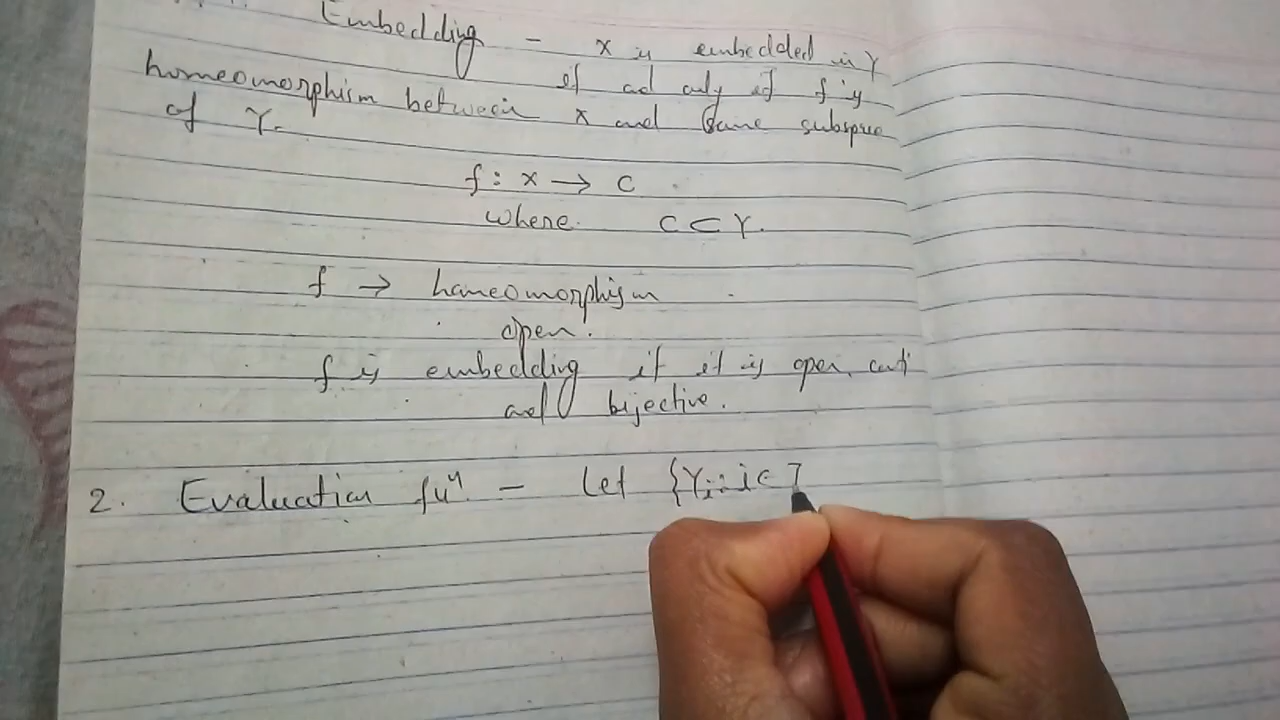 Embedding - X is embedded in Y
if and only if f is
homeomorphism between X and some subspace
of Y.
f : X → C
where C ⊂ Y.
f → homeomorphism
open.
f is embedding if it is open, conti
and bijective.
2. Evaluation fuⁿ - Let {Yᵢ : i ∈ I